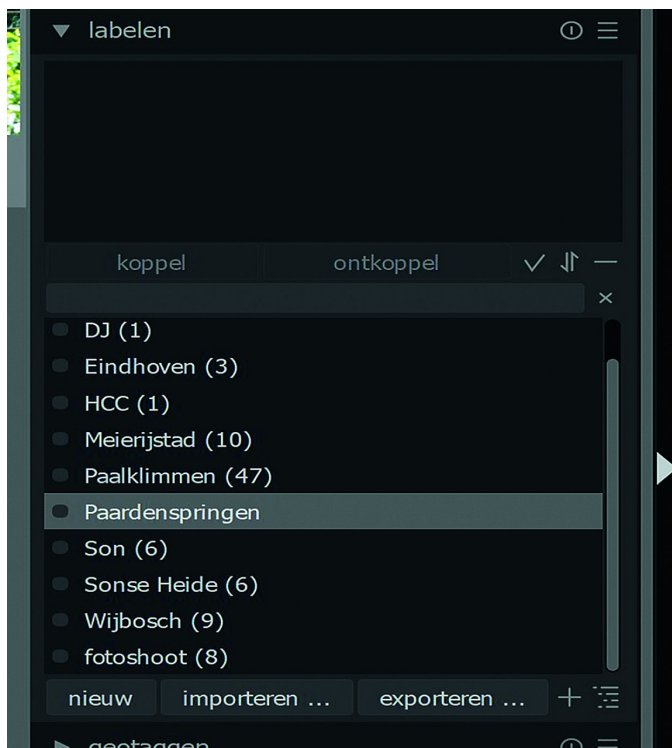 labelen
koppel ontkoppel
DJ (1)
Eindhoven (3)
HCC (1)
Meierijstad (10)
Paalklimmen (47)
Paardenspringen
Son (6)
Sonse Heide (6)
Wijbosch (9)
fotoshoot (8)
nieuw importeren ... exporteren ...
geotaggen